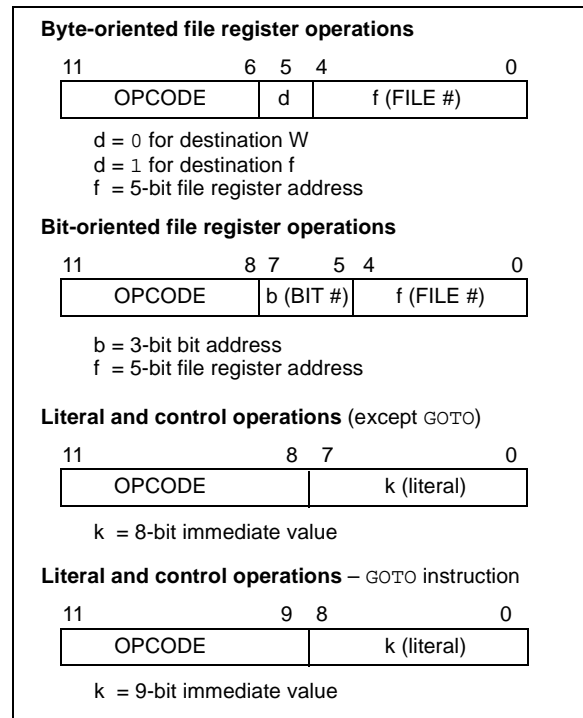 Byte-oriented file register operations
11 6 5 4 0
OPCODE d f (FILE #)
d = 0 for destination W
d = 1 for destination f
f = 5-bit file register address
Bit-oriented file register operations
11 8 7 5 4 0
OPCODE b (BIT #) f (FILE #)
b = 3-bit bit address
f = 5-bit file register address
Literal and control operations (except GOTO)
11 8 7 0
OPCODE k (literal)
k = 8-bit immediate value
Literal and control operations – GOTO instruction
11 9 8 0
OPCODE k (literal)
k = 9-bit immediate value